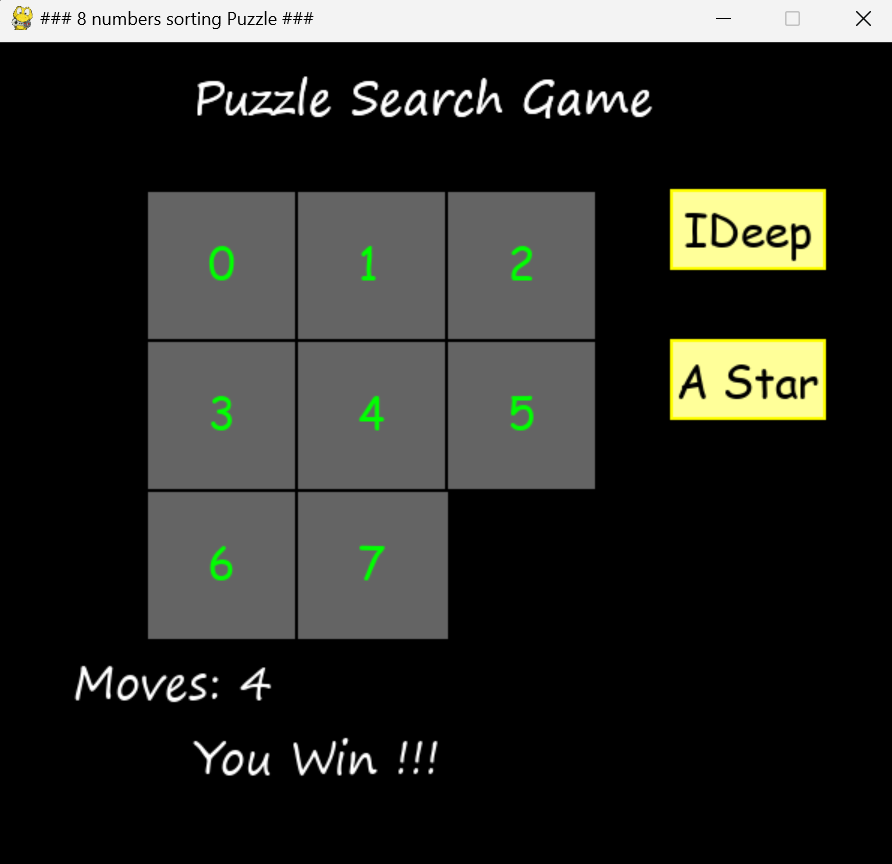 ### 8 numbers sorting Puzzle ###
Puzzle Search Game
0 1 2
IDeep
3 4 5
A Star
6 7
Moves: 4
You Win !!!